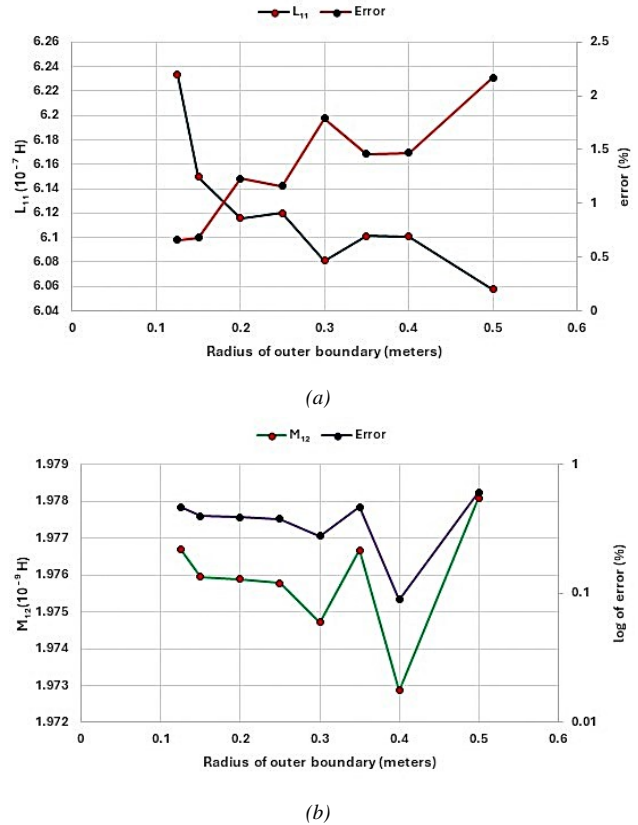 L₁₁ Error
6.26
6.24
6.22
6.2
6.18
6.16
6.14
6.12
6.1
6.08
6.06
6.04
L₁₁ (10⁻⁷ H)
2.5
2
1.5
1
0.5
0
error (%)
0 0.1 0.2 0.3 0.4 0.5 0.6
Radius of outer boundary (meters)
(a)
M₁₂ Error
1.979
1.978
1.977
1.976
1.975
1.974
1.973
1.972
M₁₂(10⁻⁹ H)
1
0.1
0.01
log of error (%)
0 0.1 0.2 0.3 0.4 0.5 0.6
Radius of outer boundary (meters)
(b)